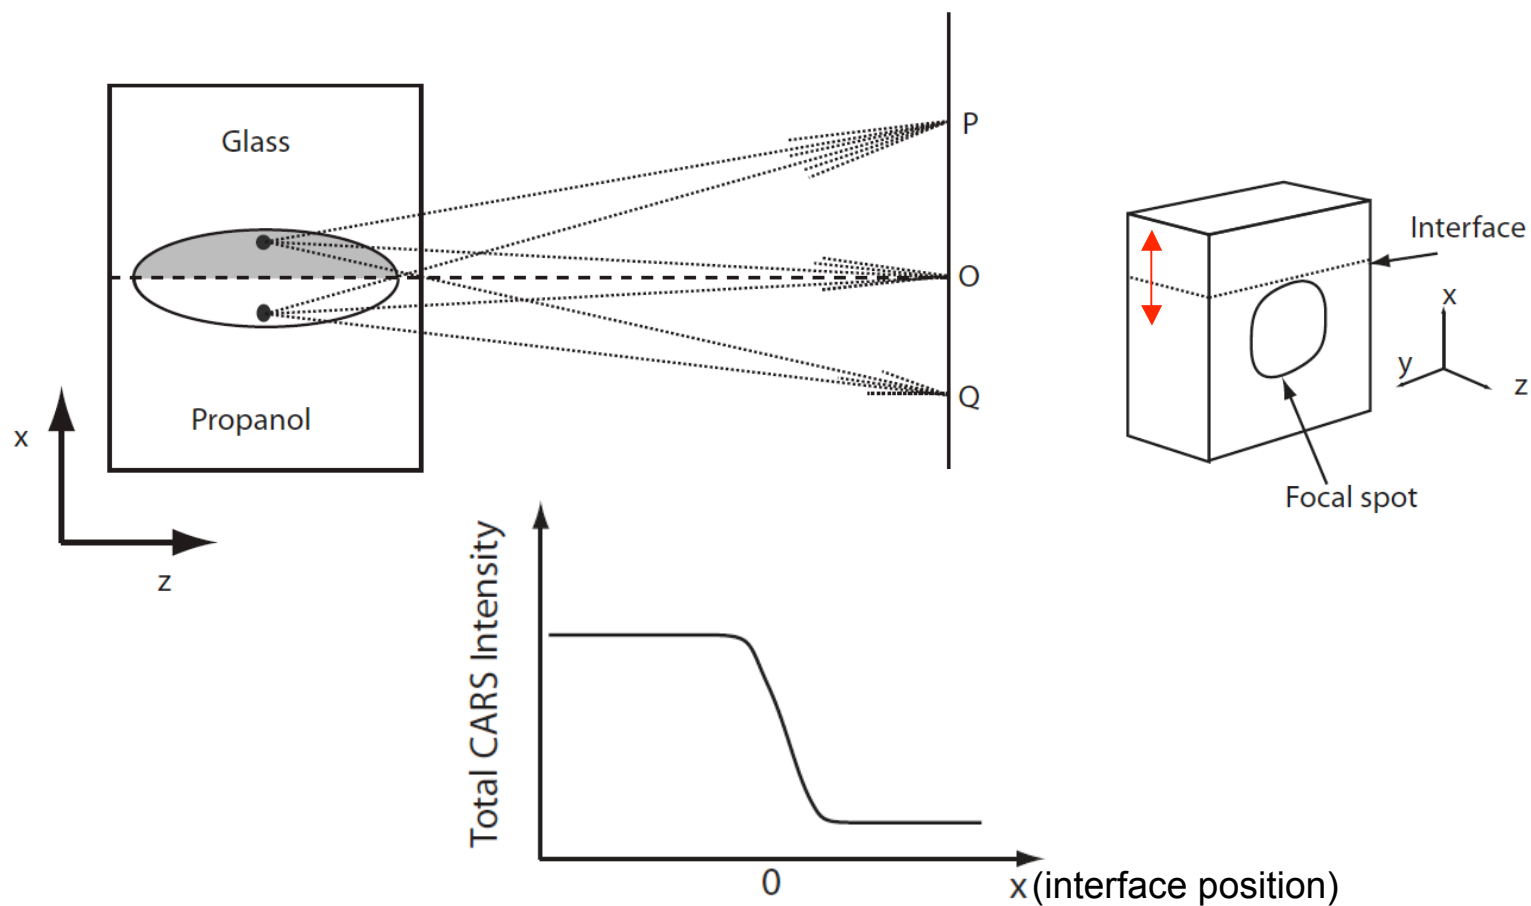 Glass
P
O
Propanol
Q
x
z
Interface
x
y
z
Focal spot
Total CARS Intensity
0
x (interface position)